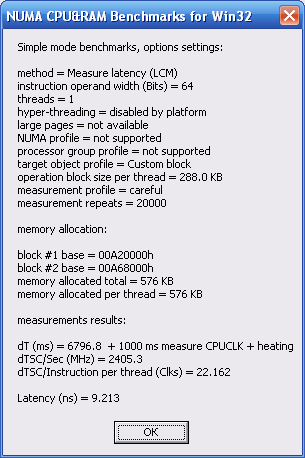 NUMA CPU&RAM Benchmarks for Win32
Simple mode benchmarks, options settings:
method = Measure latency (LCM)
instruction operand width (Bits) = 64
threads = 1
hyper-threading = disabled by platform
large pages = not available
NUMA profile = not supported
processor group profile = not supported
target object profile = Custom block
operation block size per thread = 288.0 KB
measurement profile = careful
measurement repeats = 20000
memory allocation:
block #1 base = 00A20000h
block #2 base = 00A68000h
memory allocated total = 576 KB
memory allocated per thread = 576 KB
measurements results:
dT (ms) = 6796.8  + 1000 ms measure CPUCLK + heating
dTSC/Sec (MHz) = 2405.3
dTSC/Instruction per thread (Clks) = 22.162
Latency (ns) = 9.213
OK